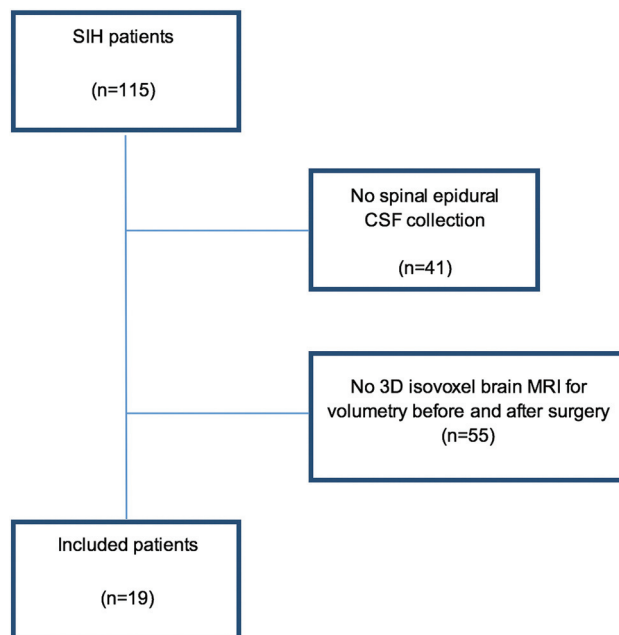 SIH patients
(n=115)
No spinal epidural
CSF collection
(n=41)
No 3D isovoxel brain MRI for
volumetry before and after surgery
(n=55)
Included patients
(n=19)